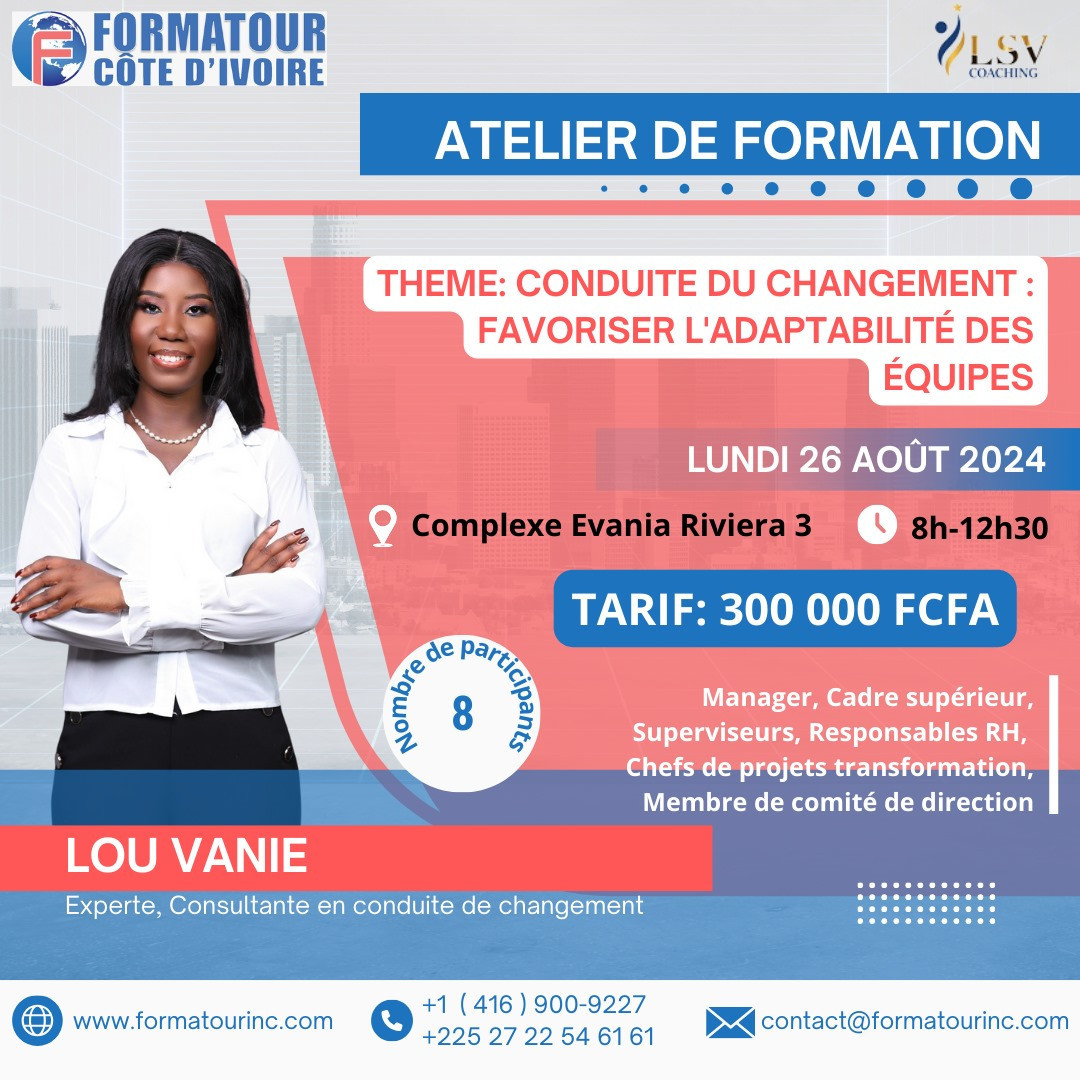 FORMATOUR
CÔTE D'IVOIRE
LSV
COACHING
ATELIER DE FORMATION
THEME: CONDUITE DU CHANGEMENT :
FAVORISER L'ADAPTABILITÉ DES
ÉQUIPES
LUNDI 26 AOÛT 2024
Complexe Evania Riviera 3
8h-12h30
TARIF: 300 000 FCFA
Nombre de participants
8
Manager, Cadre supérieur,
Superviseurs, Responsables RH,
Chefs de projets transformation,
Membre de comité de direction
LOU VANIE
Experte, Consultante en conduite de changement
www.formatourinc.com
+1 ( 416 ) 900-9227
+225 27 22 54 61 61
contact@formatourinc.com